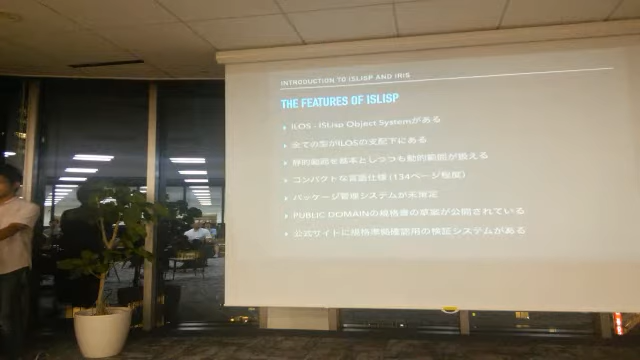 INTRODUCTION TO ISLISP AND IRIS
THE FEATURES OF ISLISP
ILOS - ISLisp Object Systemがある
全ての型がILOSの支配下にある
静的範囲を基本としつつも動的範囲が扱える
コンパクトな言語仕様 (134ページ程度)
パッケージ管理システムが未策定
PUBLIC DOMAINの規格書の草案が公開されている
公式サイトに規格準拠確認用の検証システムがある